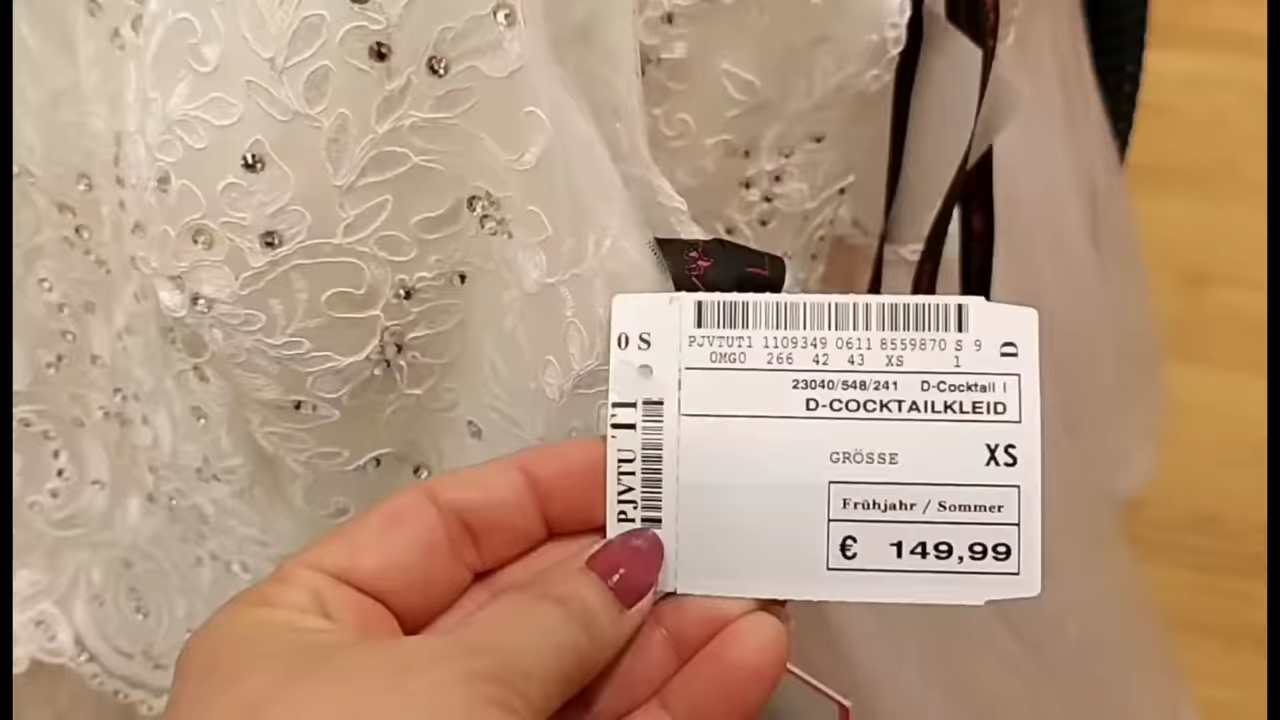 0 S
PJVTU T1
PJVTUT1 1109349 0611 8559870 S 9
OMGO 266 42 43 XS 1
D
23040/548/241 D-Cocktail
D-COCKTAILKLEID
GRÖSSE XS
Frühjahr / Sommer
€ 149,99